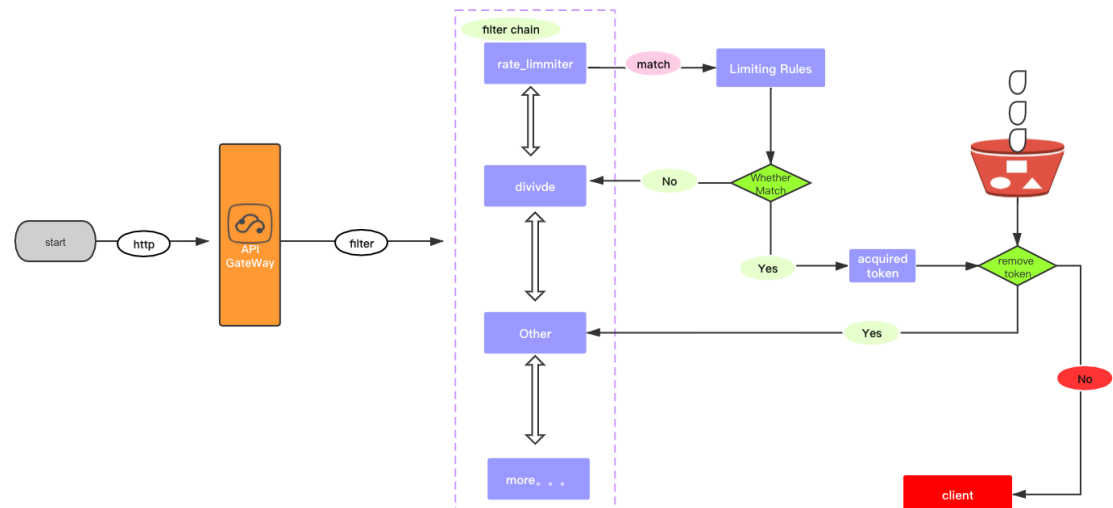 filter chain
rate_limmiter
match
Limiting Rules
divivde
No
Whether
Match
start
http
API
GateWay
filter
Yes
acquired
token
remove
token
Other
Yes
No
more。。。
client